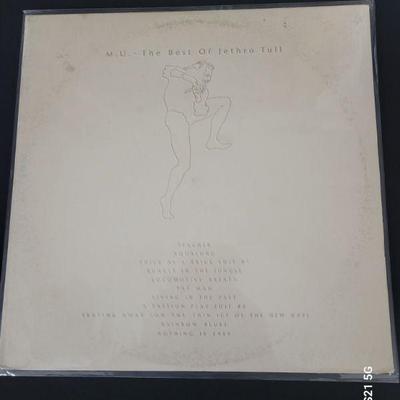 M.U. - The Best Of Jethro Tull
TEACHER
AQUALUNG
THICK AS A BRICK EDIT #1
BUNGLE IN THE JUNGLE
LOCOMOTIVE BREATH
FAT MAN
LIVING IN THE PAST
A PASSION PLAY EDIT #8
SKATING AWAY (ON THE THIN ICE OF THE NEW DAY)
RAINBOW BLUES
NOTHING IS EASY
S21 5G